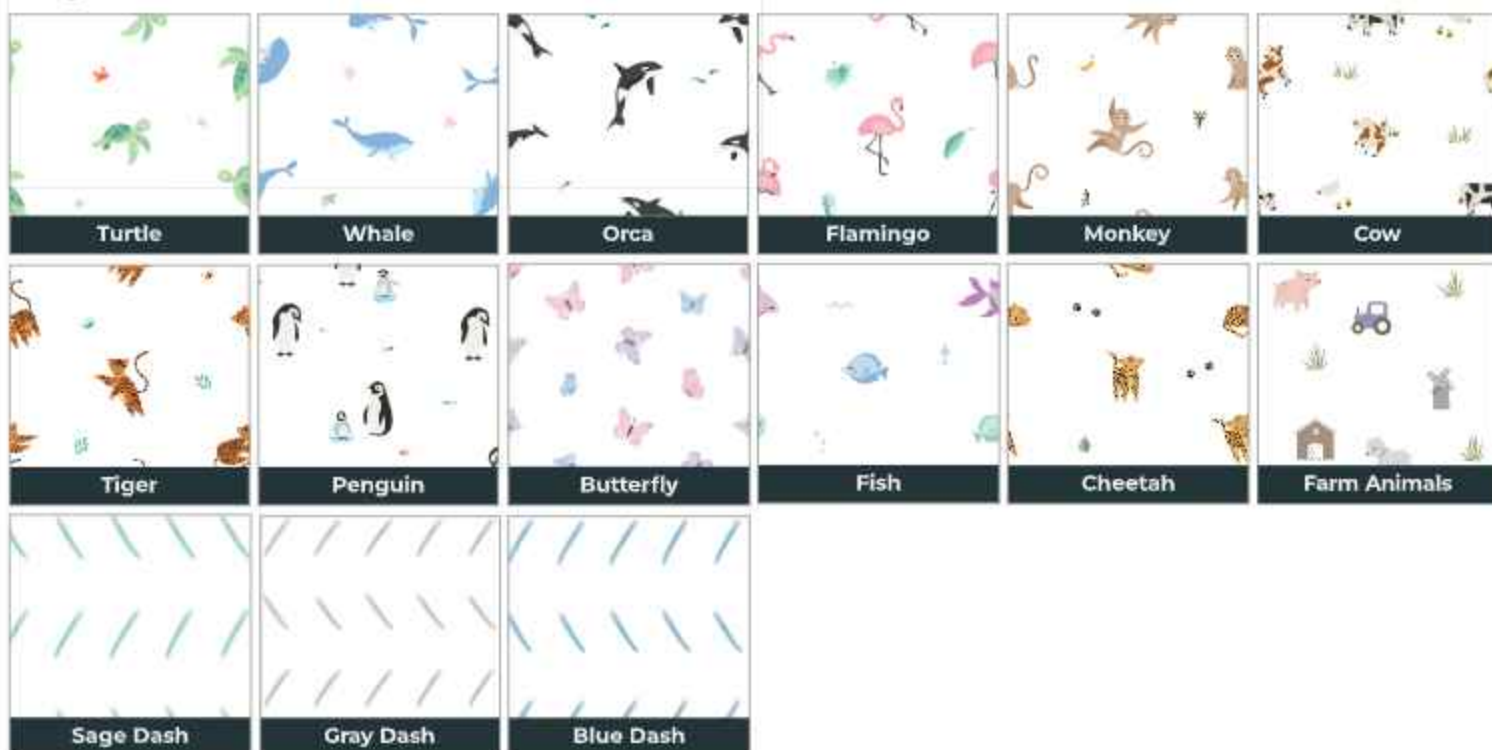 Turtle
Whale
Orca
Flamingo
Monkey
Cow
Tiger
Penguin
Butterfly
Fish
Cheetah
Farm Animals
Sage Dash
Gray Dash
Blue Dash